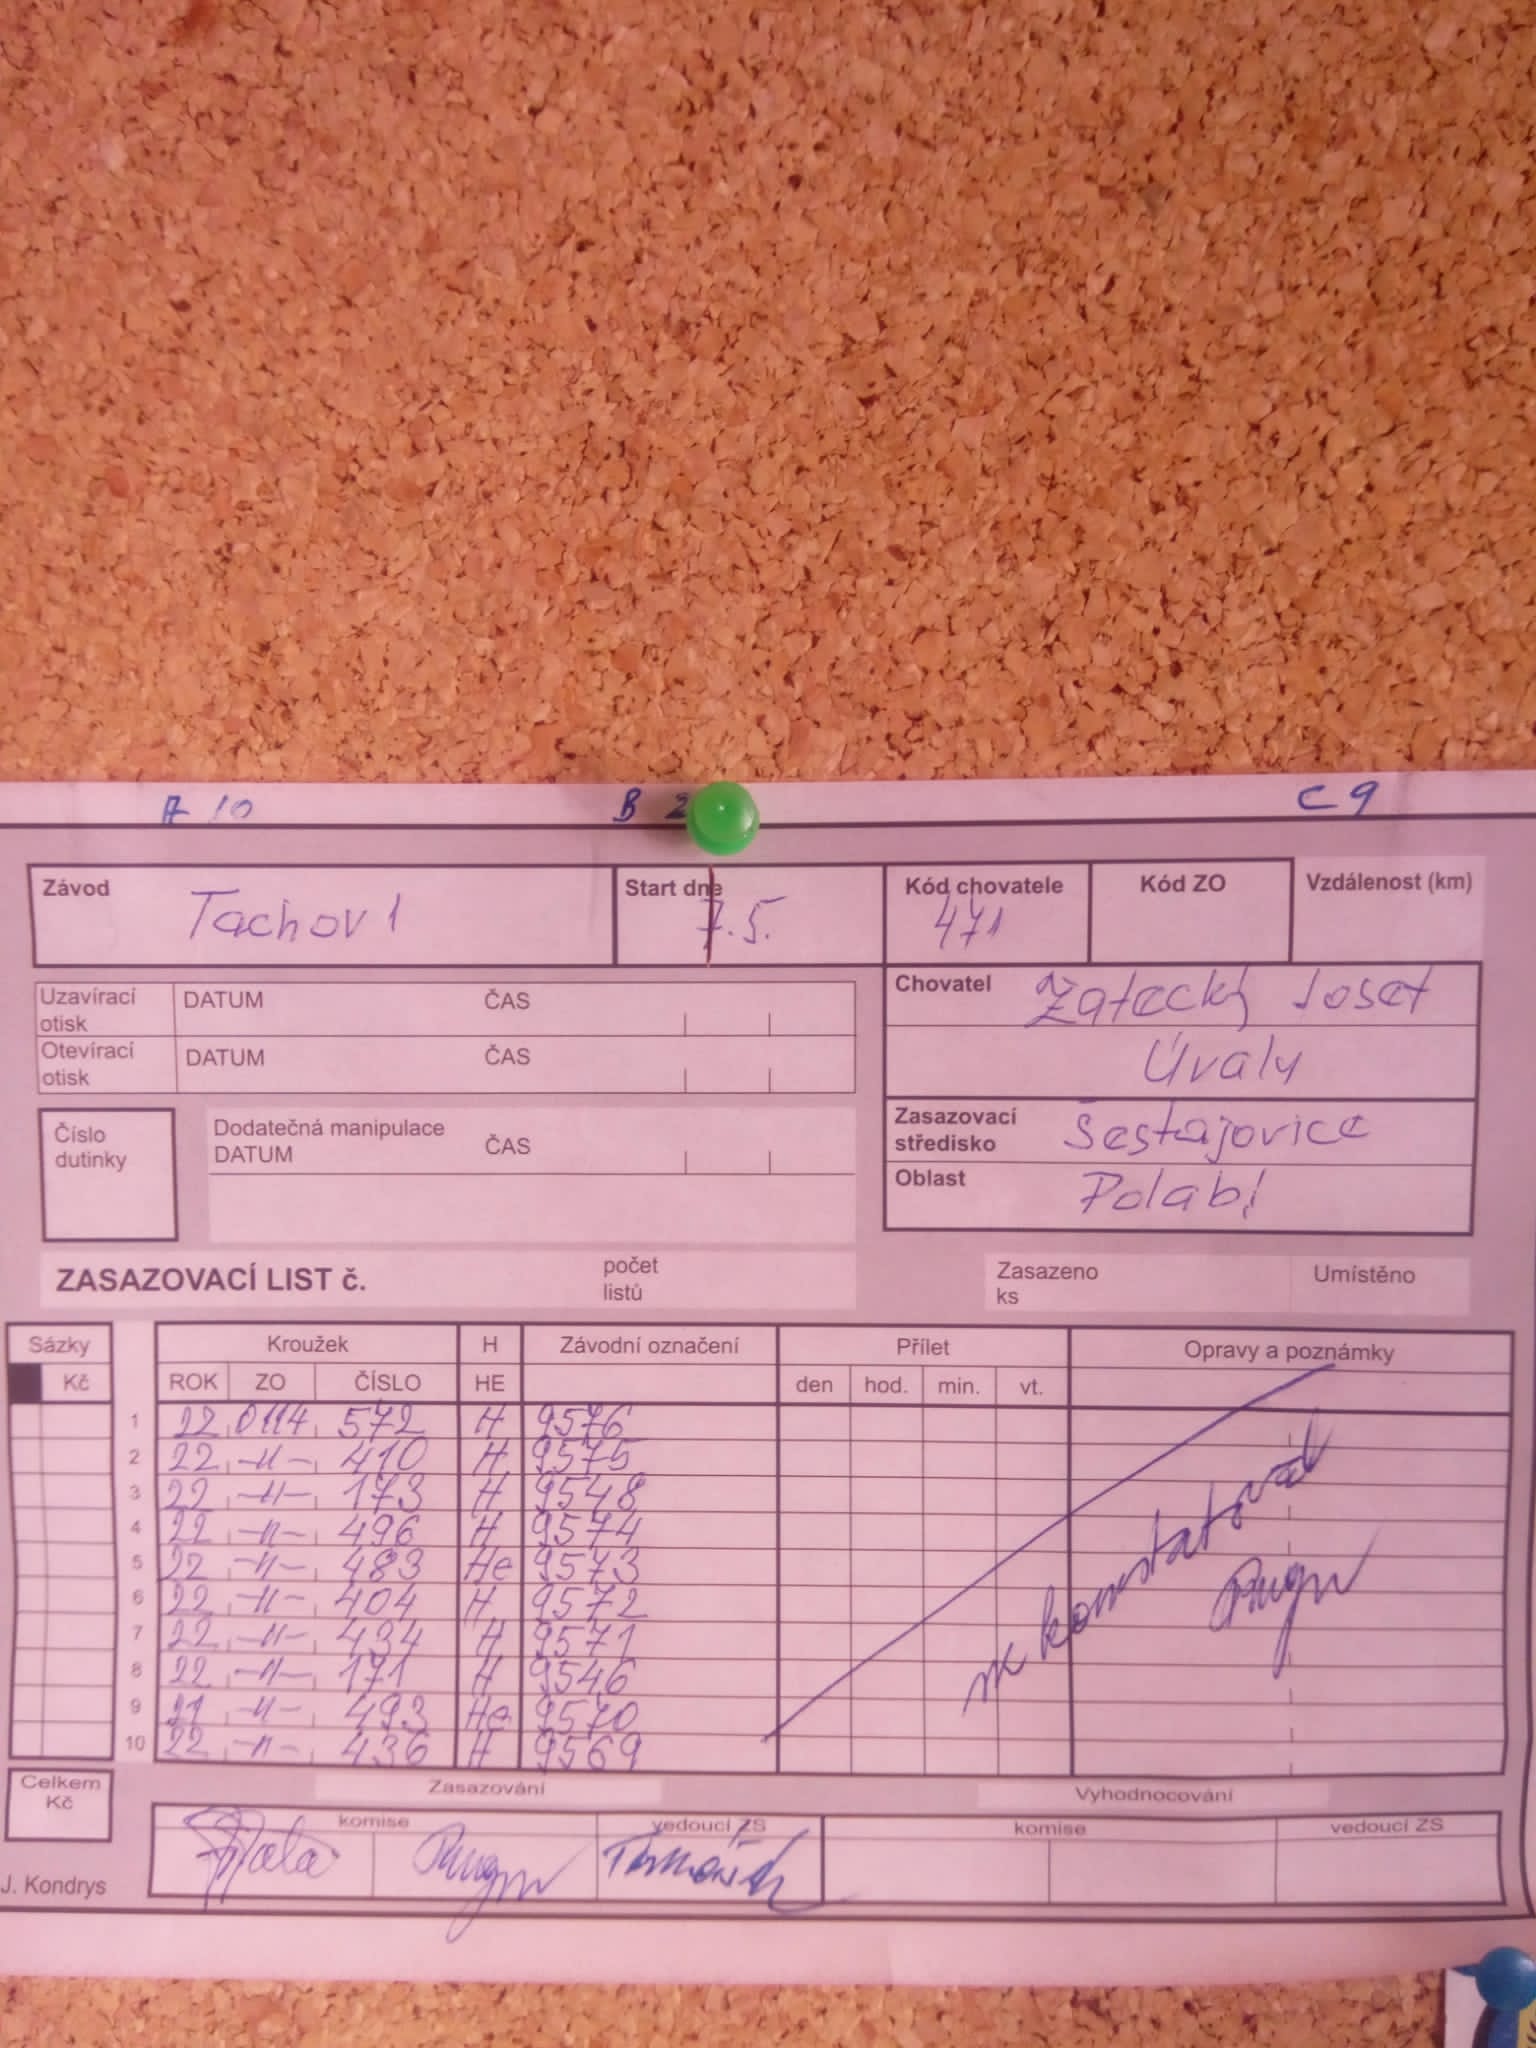 A 10 B 2 C 9
Závod Tachov 1 Start dne 7.5. Kód chovatele 471 Kód ZO Vzdálenost (km)
Uzavírací otisk DATUM ČAS
Otevírací otisk DATUM ČAS
Chovatel Žatecký Josef
Úvaly
Číslo dutinky
Dodatečná manipulace
DATUM ČAS
Zasazovací středisko Šestajovice
Oblast Polabí
ZASAZOVACÍ LIST č. počet listů Zasazeno ks Umístěno
Sázky Kroužek H Závodní označení Přílet Opravy a poznámky
Kč ROK ZO ČÍSLO HE den hod. min. vt.
1 22 0114 572 H 9576
2 22 -11- 410 H 9575
3 22 -11- 173 H 9548
4 22 -11- 496 H 9574
5 22 -11- 483 He 9573
6 22 -11- 404 H 9572
7 22 -11- 434 H 9571
8 22 -11- 171 H 9546
9 21 -11- 493 He 9570
10 22 -11- 436 H 9569
konstatoval
Celkem Kč
Zasazování Vyhodnocování
komise vedoucí ZS komise vedoucí ZS
J. Kondrys